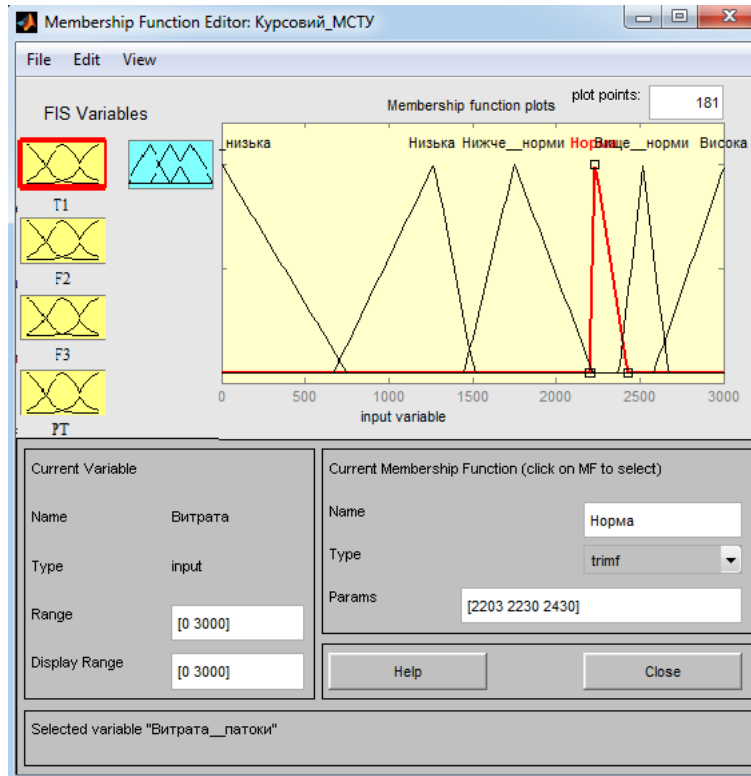 Membership Function Editor: Курсовий_МСТУ
File Edit View
FIS Variables
Membership function plots
plot points:
181
_низька
Низька
Нижче__норми
Норма
Вище__норми
Висока
T1
F2
F3
PT
0 500 1000 1500 2000 2500 3000
input variable
Current Variable
Name Витрата
Type input
Range [0 3000]
Display Range [0 3000]
Current Membership Function (click on MF to select)
Name Норма
Type trimf
Params [2203 2230 2430]
Help Close
Selected variable "Витрата__патоки"